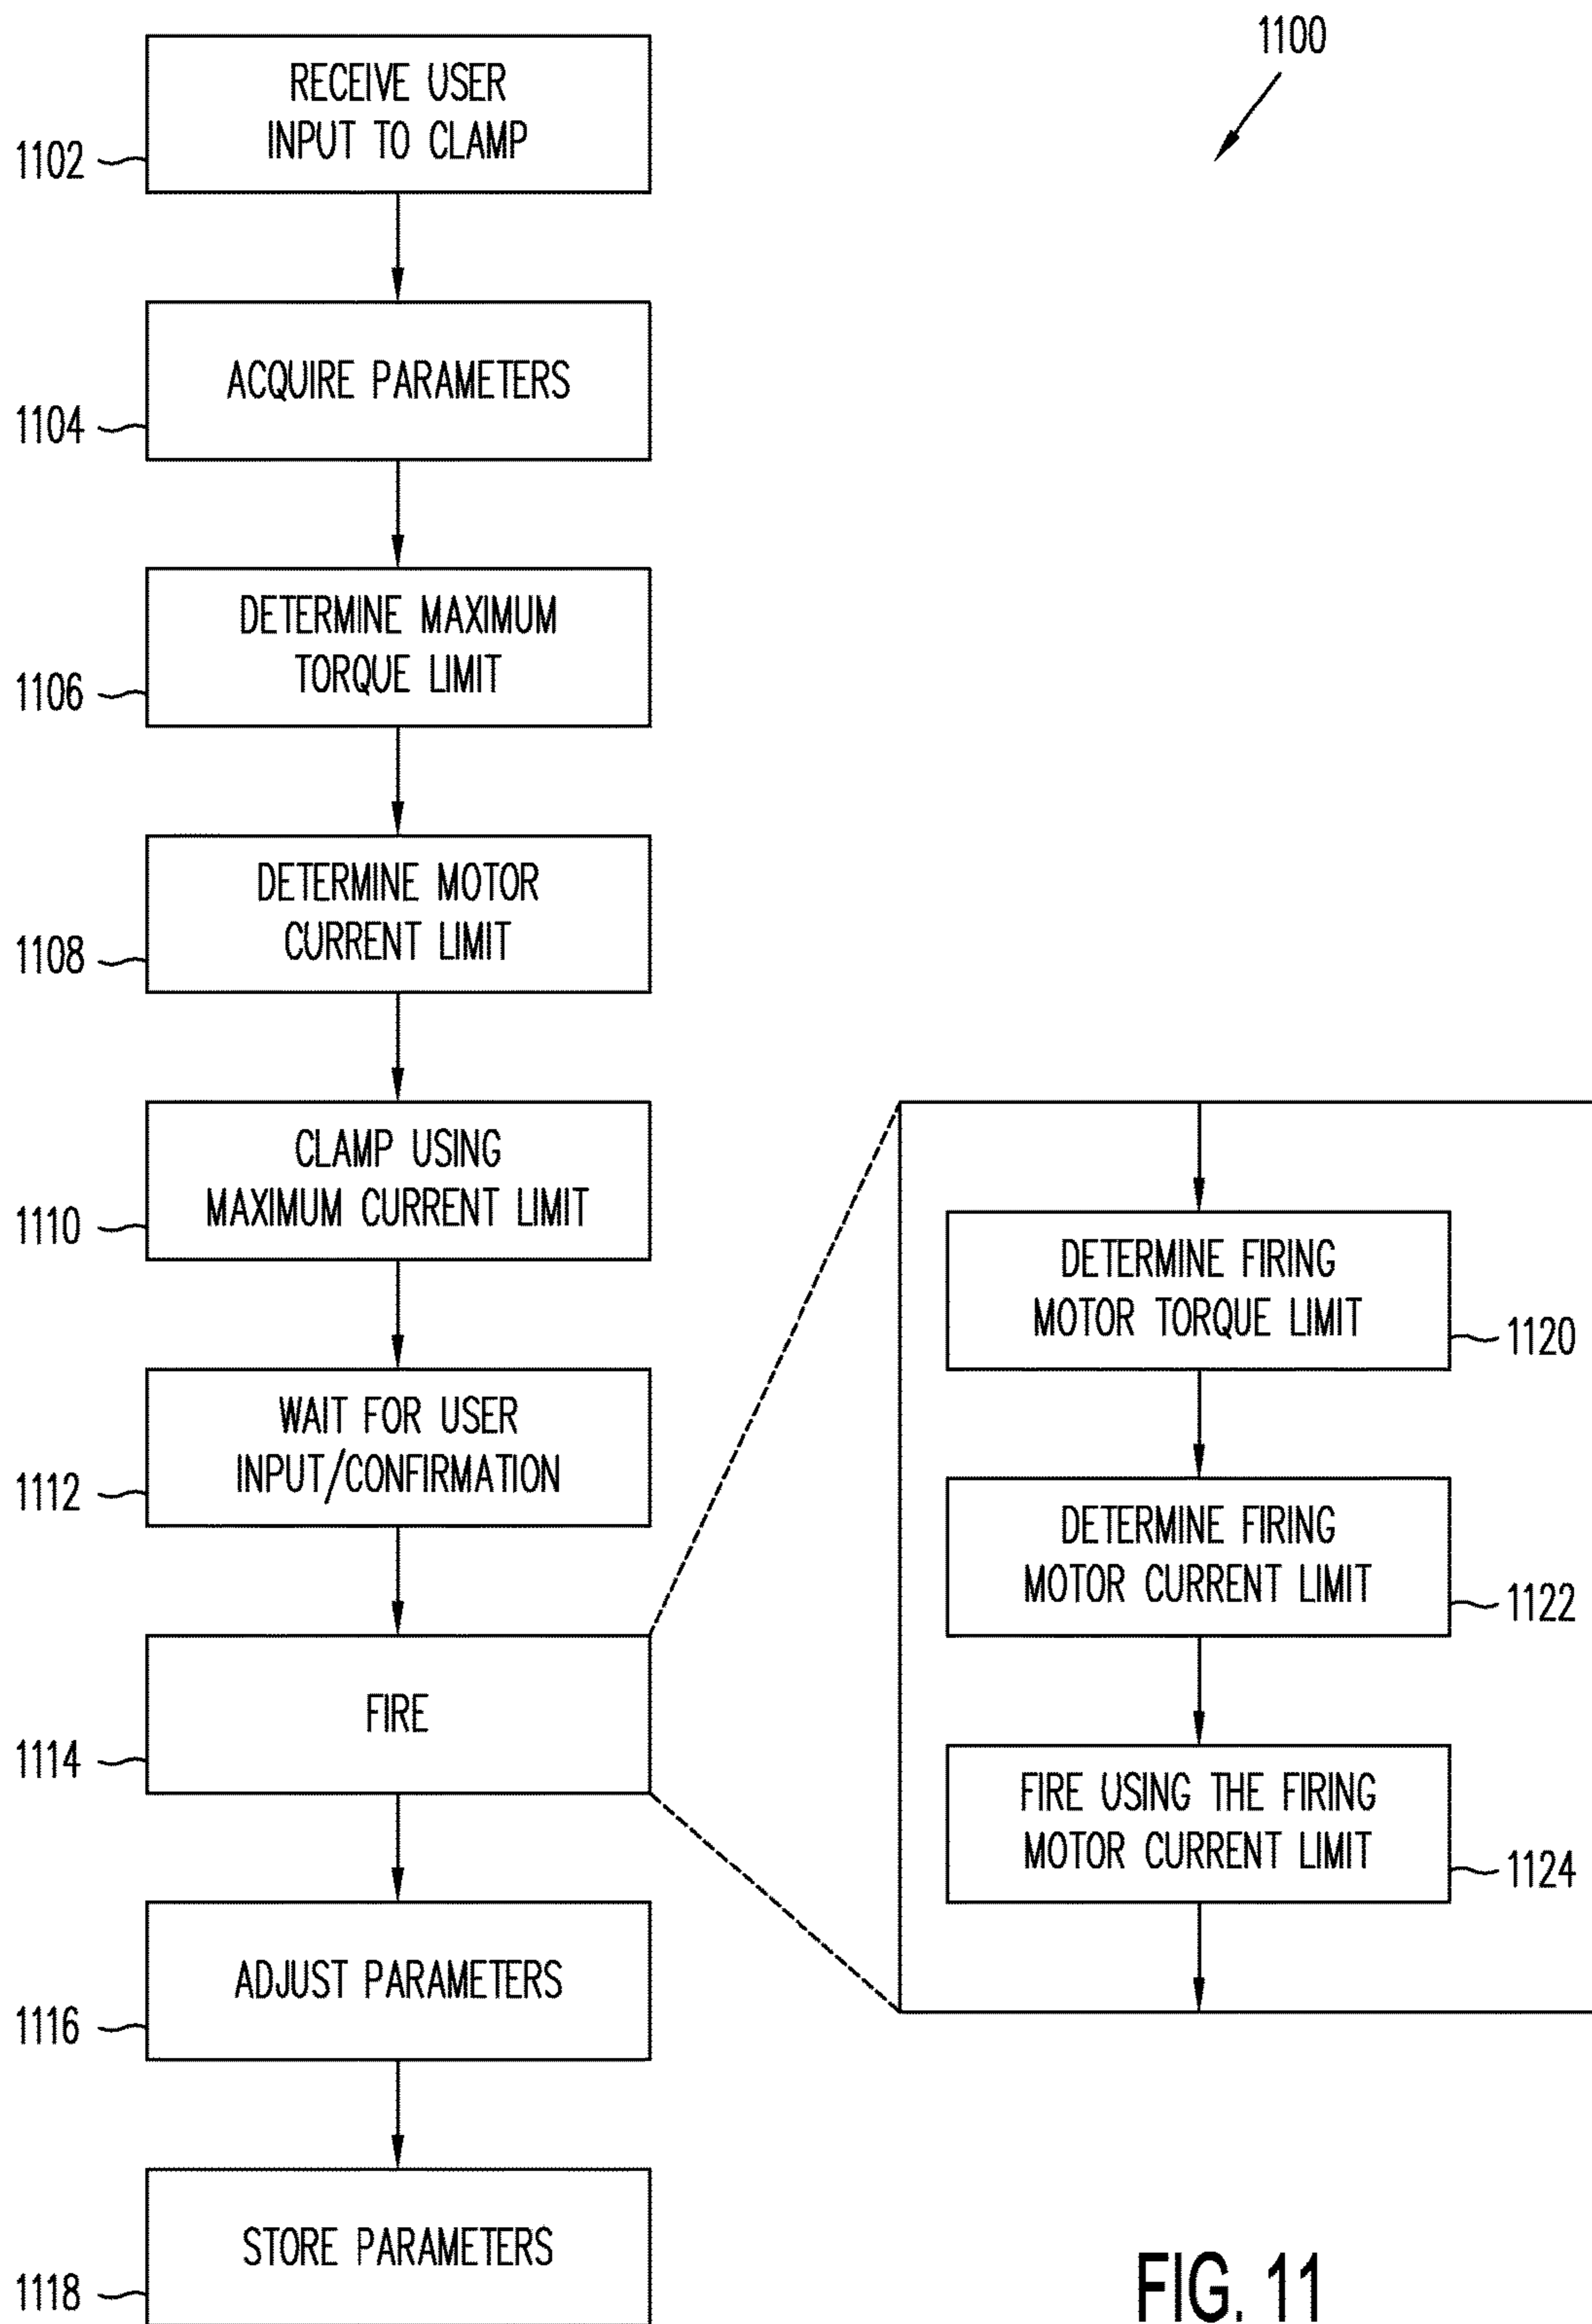 1100
RECEIVE USER
INPUT TO CLAMP
1102
ACQUIRE PARAMETERS
1104
DETERMINE MAXIMUM
TORQUE LIMIT
1106
DETERMINE MOTOR
CURRENT LIMIT
1108
CLAMP USING
MAXIMUM CURRENT LIMIT
1110
WAIT FOR USER
INPUT/CONFIRMATION
1112
FIRE
1114
ADJUST PARAMETERS
1116
STORE PARAMETERS
1118
DETERMINE FIRING
MOTOR TORQUE LIMIT
1120
DETERMINE FIRING
MOTOR CURRENT LIMIT
1122
FIRE USING THE FIRING
MOTOR CURRENT LIMIT
1124
FIG. 11